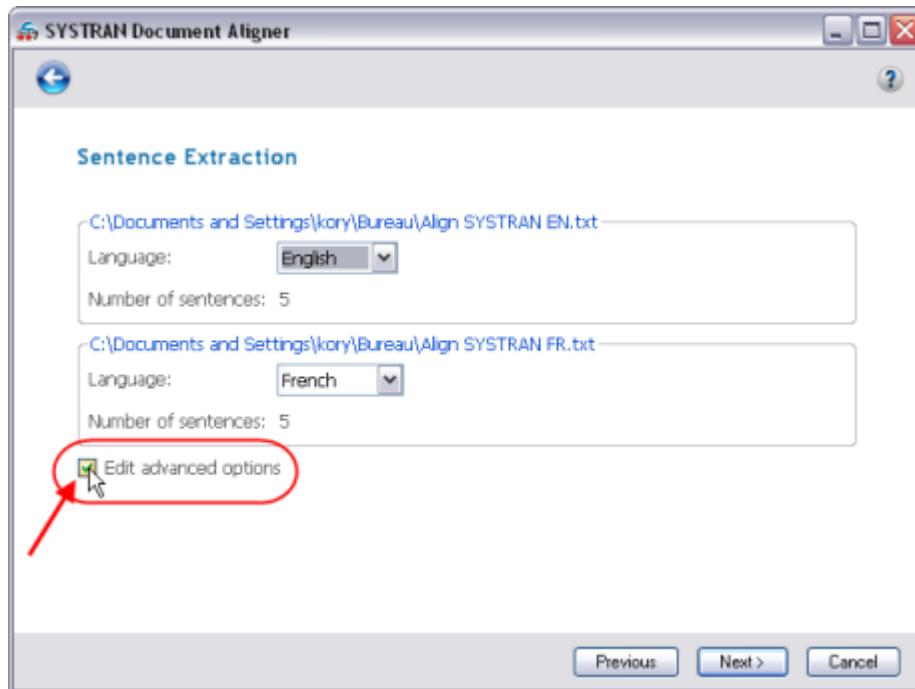 SYSTRAN Document Aligner
Sentence Extraction
C:\Documents and Settings\kory\Bureau\Align SYSTRAN EN.txt
Language: English
Number of sentences: 5
C:\Documents and Settings\kory\Bureau\Align SYSTRAN FR.txt
Language: French
Number of sentences: 5
Edit advanced options
Previous Next > Cancel